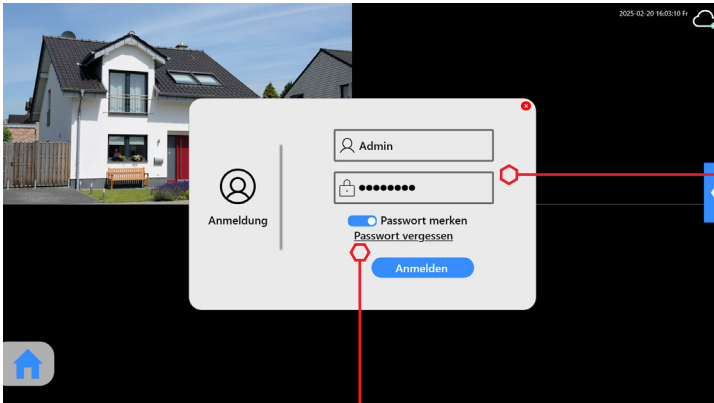 2025-02-20 16:03:10 Fr
Admin
●●●●●●●●
Anmeldung
Passwort merken
Passwort vergessen
Anmelden